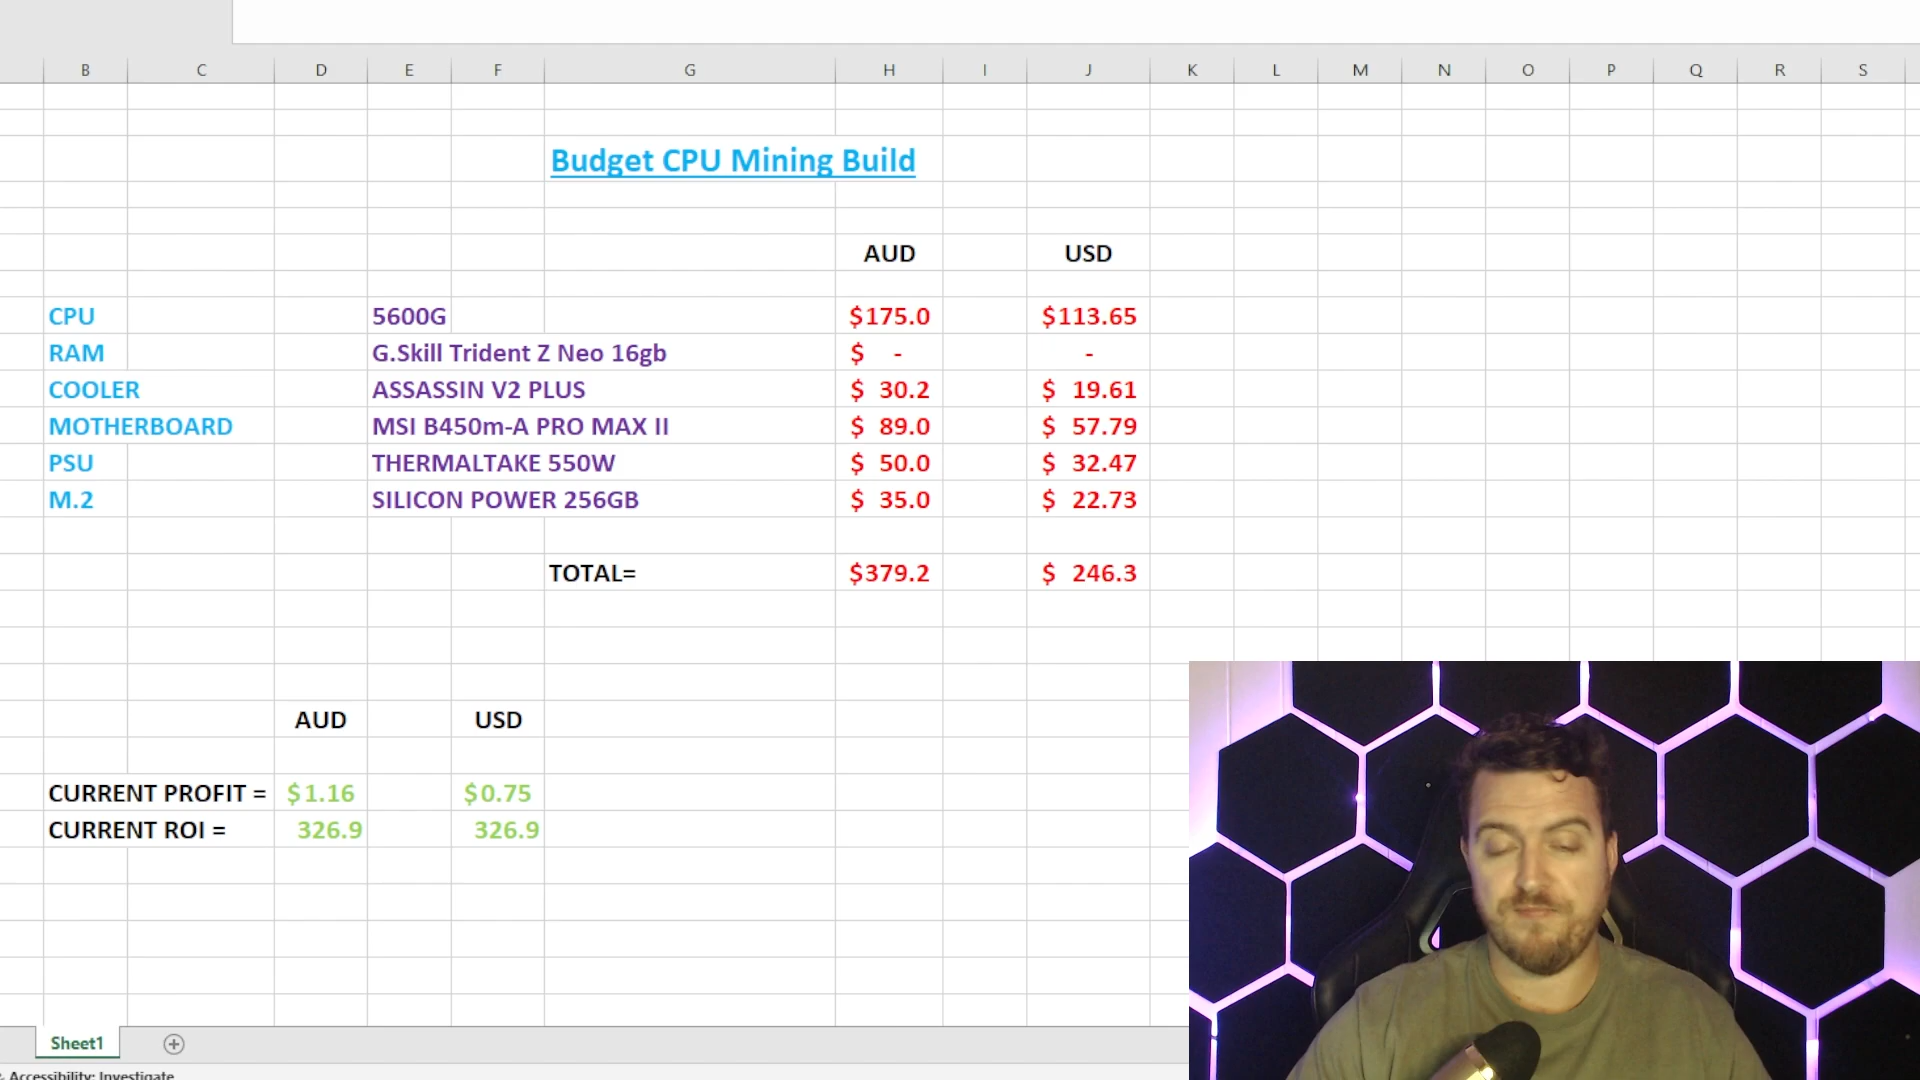 B C D E F G H I J K L M N O P Q R S
Budget CPU Mining Build
AUD USD
CPU 5600G $175.0 $113.65
RAM G.Skill Trident Z Neo 16gb $ - -
COOLER ASSASSIN V2 PLUS $ 30.2 $ 19.61
MOTHERBOARD MSI B450m-A PRO MAX II $ 89.0 $ 57.79
PSU THERMALTAKE 550W $ 50.0 $ 32.47
M.2 SILICON POWER 256GB $ 35.0 $ 22.73
TOTAL= $379.2 $ 246.3
AUD USD
CURRENT PROFIT = $1.16 $0.75
CURRENT ROI = 326.9 326.9
Sheet1
Accessibility: Investigate